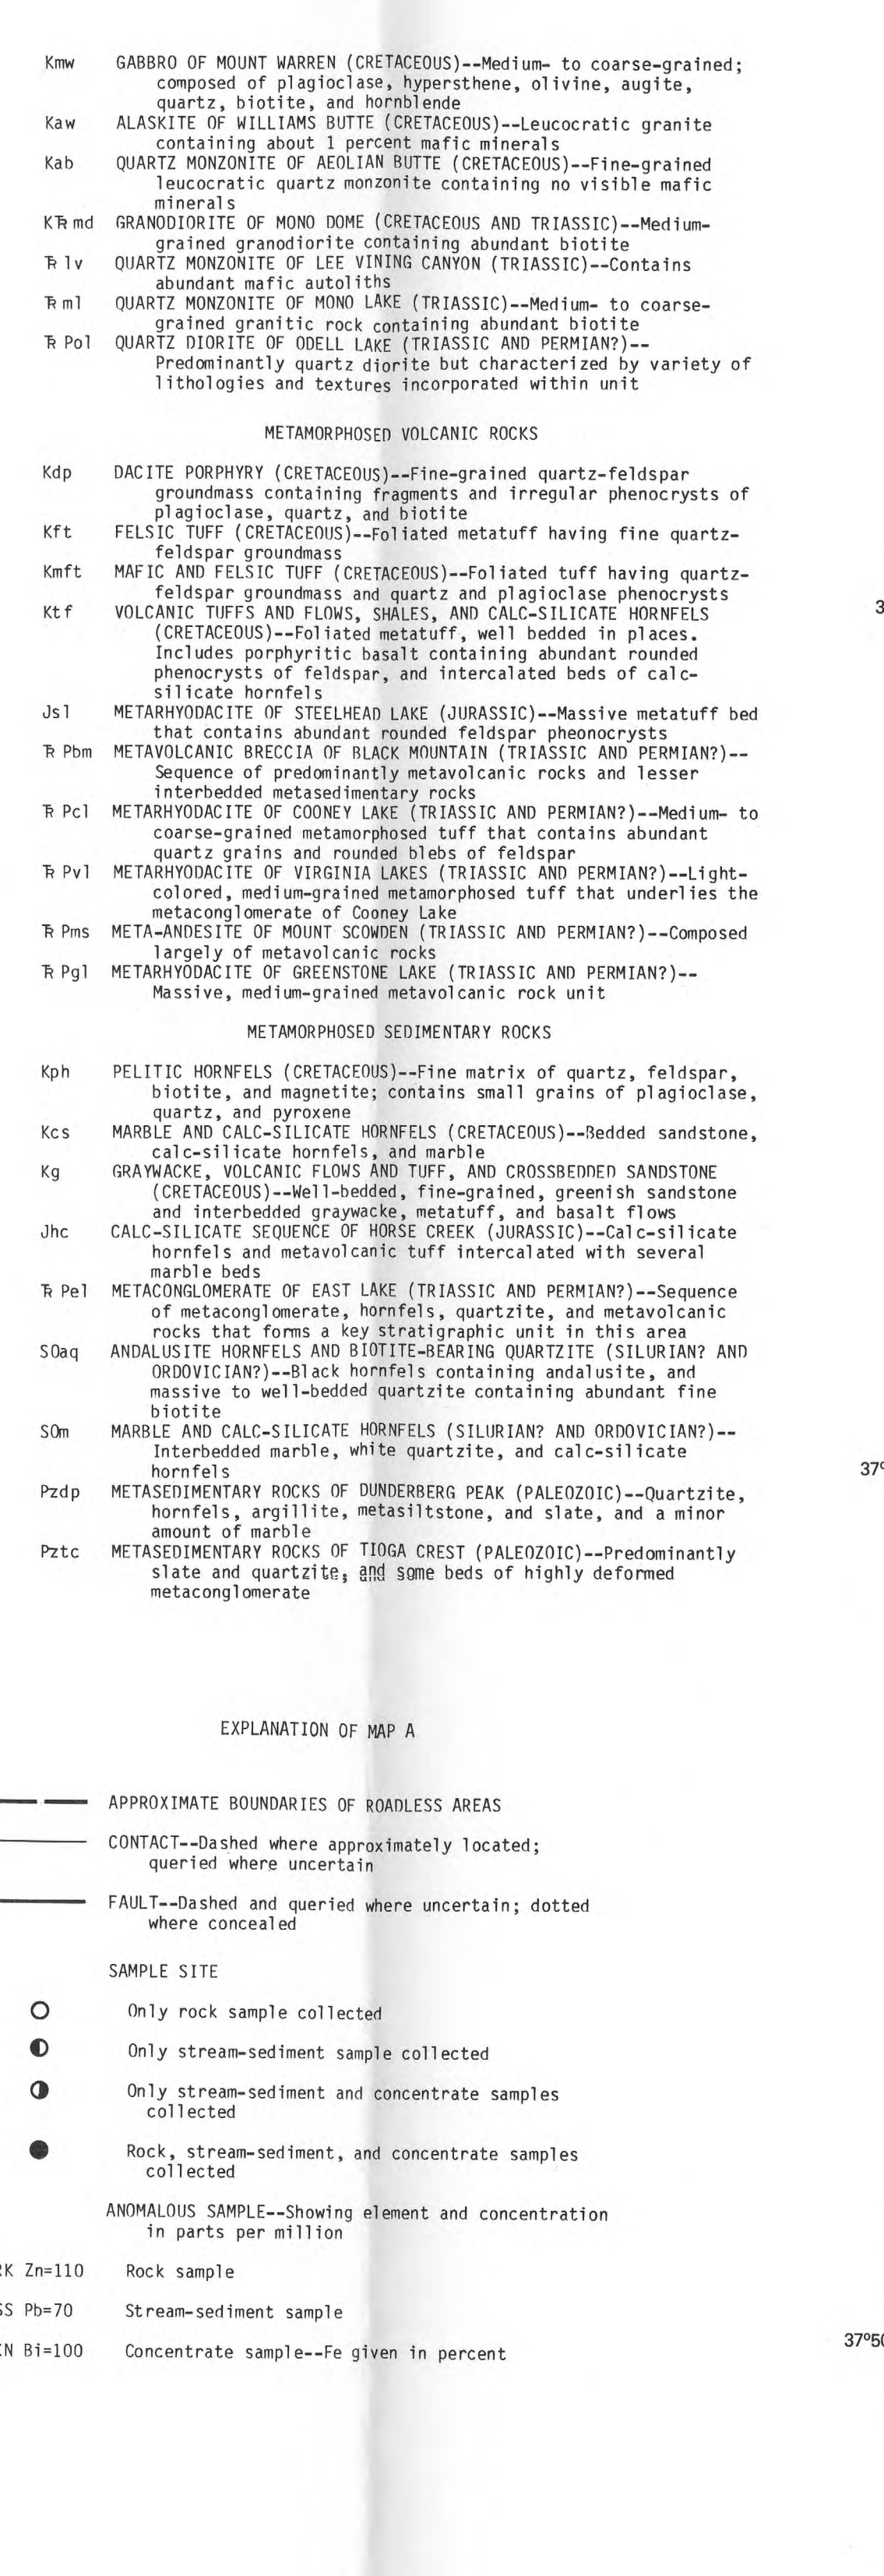 Kmw GABBRO OF MOUNT WARREN (CRETACEOUS)--Medium- to coarse-grained;
composed of plagioclase, hypersthene, olivine, augite,
quartz, biotite, and hornblende
Kaw ALASKITE OF WILLIAMS BUTTE (CRETACEOUS)--Leucocratic granite
containing about 1 percent mafic minerals
Kab QUARTZ MONZONITE OF AEOLIAN BUTTE (CRETACEOUS)--Fine-grained
leucocratic quartz monzonite containing no visible mafic
minerals
KTRmd GRANODIORITE OF MONO DOME (CRETACEOUS AND TRIASSIC)--Medium-
grained granodiorite containing abundant biotite
TRlv QUARTZ MONZONITE OF LEE VINING CANYON (TRIASSIC)--Contains
abundant mafic autoliths
TRml QUARTZ MONZONITE OF MONO LAKE (TRIASSIC)--Medium- to coarse-
grained granitic rock containing abundant biotite
TR Pol QUARTZ DIORITE OF ODELL LAKE (TRIASSIC AND PERMIAN?)--
Predominantly quartz diorite but characterized by variety of
lithologies and textures incorporated within unit
METAMORPHOSED VOLCANIC ROCKS
Kdp DACITE PORPHYRY (CRETACEOUS)--Fine-grained quartz-feldspar
groundmass containing fragments and irregular phenocrysts of
plagioclase, quartz, and biotite
Kft FELSIC TUFF (CRETACEOUS)--Foliated metatuff having fine quartz-
feldspar groundmass
Kmft MAFIC AND FELSIC TUFF (CRETACEOUS)--Foliated tuff having quartz-
feldspar groundmass and quartz and plagioclase phenocrysts
Ktf VOLCANIC TUFFS AND FLOWS, SHALES, AND CALC-SILICATE HORNFELS
(CRETACEOUS)--Foliated metatuff, well bedded in places.
Includes porphyritic basalt containing abundant rounded
phenocrysts of feldspar, and intercalated beds of calc-
silicate hornfels
Jsl METARHYODACITE OF STEELHEAD LAKE (JURASSIC)--Massive metatuff bed
that contains abundant rounded feldspar pheonocrysts
TR Pbm METAVOLCANIC BRECCIA OF BLACK MOUNTAIN (TRIASSIC AND PERMIAN?)--
Sequence of predominantly metavolcanic rocks and lesser
interbedded metasedimentary rocks
TR Pcl METARHYODACITE OF COONEY LAKE (TRIASSIC AND PERMIAN?)--Medium- to
coarse-grained metamorphosed tuff that contains abundant
quartz grains and rounded blebs of feldspar
TR Pvl METARHYODACITE OF VIRGINIA LAKES (TRIASSIC AND PERMIAN?)--Light-
colored, medium-grained metamorphosed tuff that underlies the
metaconglomerate of Cooney Lake
TR Pms META-ANDESITE OF MOUNT SCOWDEN (TRIASSIC AND PERMIAN?)--Composed
largely of metavolcanic rocks
TR Pgl METARHYODACITE OF GREENSTONE LAKE (TRIASSIC AND PERMIAN?)--
Massive, medium-grained metavolcanic rock unit
METAMORPHOSED SEDIMENTARY ROCKS
Kph PELITIC HORNFELS (CRETACEOUS)--Fine matrix of quartz, feldspar,
biotite, and magnetite; contains small grains of plagioclase,
quartz, and pyroxene
Kcs MARBLE AND CALC-SILICATE HORNFELS (CRETACEOUS)--Bedded sandstone,
calc-silicate hornfels, and marble
Kg GRAYWACKE, VOLCANIC FLOWS AND TUFF, AND CROSSBEDDED SANDSTONE
(CRETACEOUS)--Well-bedded, fine-grained, greenish sandstone
and interbedded graywacke, metatuff, and basalt flows
Jhc CALC-SILICATE SEQUENCE OF HORSE CREEK (JURASSIC)--Calc-silicate
hornfels and metavolcanic tuff intercalated with several
marble beds
TR Pel METACONGLOMERATE OF EAST LAKE (TRIASSIC AND PERMIAN?)--Sequence
of metaconglomerate, hornfels, quartzite, and metavolcanic
rocks that forms a key stratigraphic unit in this area
SOaq ANDALUSITE HORNFELS AND BIOTITE-BEARING QUARTZITE (SILURIAN? AND
ORDOVICIAN?)--Black hornfels containing andalusite, and
massive to well-bedded quartzite containing abundant fine
biotite
SOm MARBLE AND CALC-SILICATE HORNFELS (SILURIAN? AND ORDOVICIAN?)--
Interbedded marble, white quartzite, and calc-silicate
hornfels
Pzdp METASEDIMENTARY ROCKS OF DUNDERBERG PEAK (PALEOZOIC)--Quartzite,
hornfels, argillite, metasiltstone, and slate, and a minor
amount of marble
Pztc METASEDIMENTARY ROCKS OF TIOGA CREST (PALEOZOIC)--Predominantly
slate and quartzite, and some beds of highly deformed
metaconglomerate
EXPLANATION OF MAP A
APPROXIMATE BOUNDARIES OF ROADLESS AREAS
CONTACT--Dashed where approximately located;
queried where uncertain
FAULT--Dashed and queried where uncertain; dotted
where concealed
SAMPLE SITE
Only rock sample collected
Only stream-sediment sample collected
Only stream-sediment and concentrate samples
collected
Rock, stream-sediment, and concentrate samples
collected
ANOMALOUS SAMPLE--Showing element and concentration
in parts per million
K Zn=110 Rock sample
S Pb=70 Stream-sediment sample
N Bi=100 Concentrate sample--Fe given in percent
3
37°
37°50